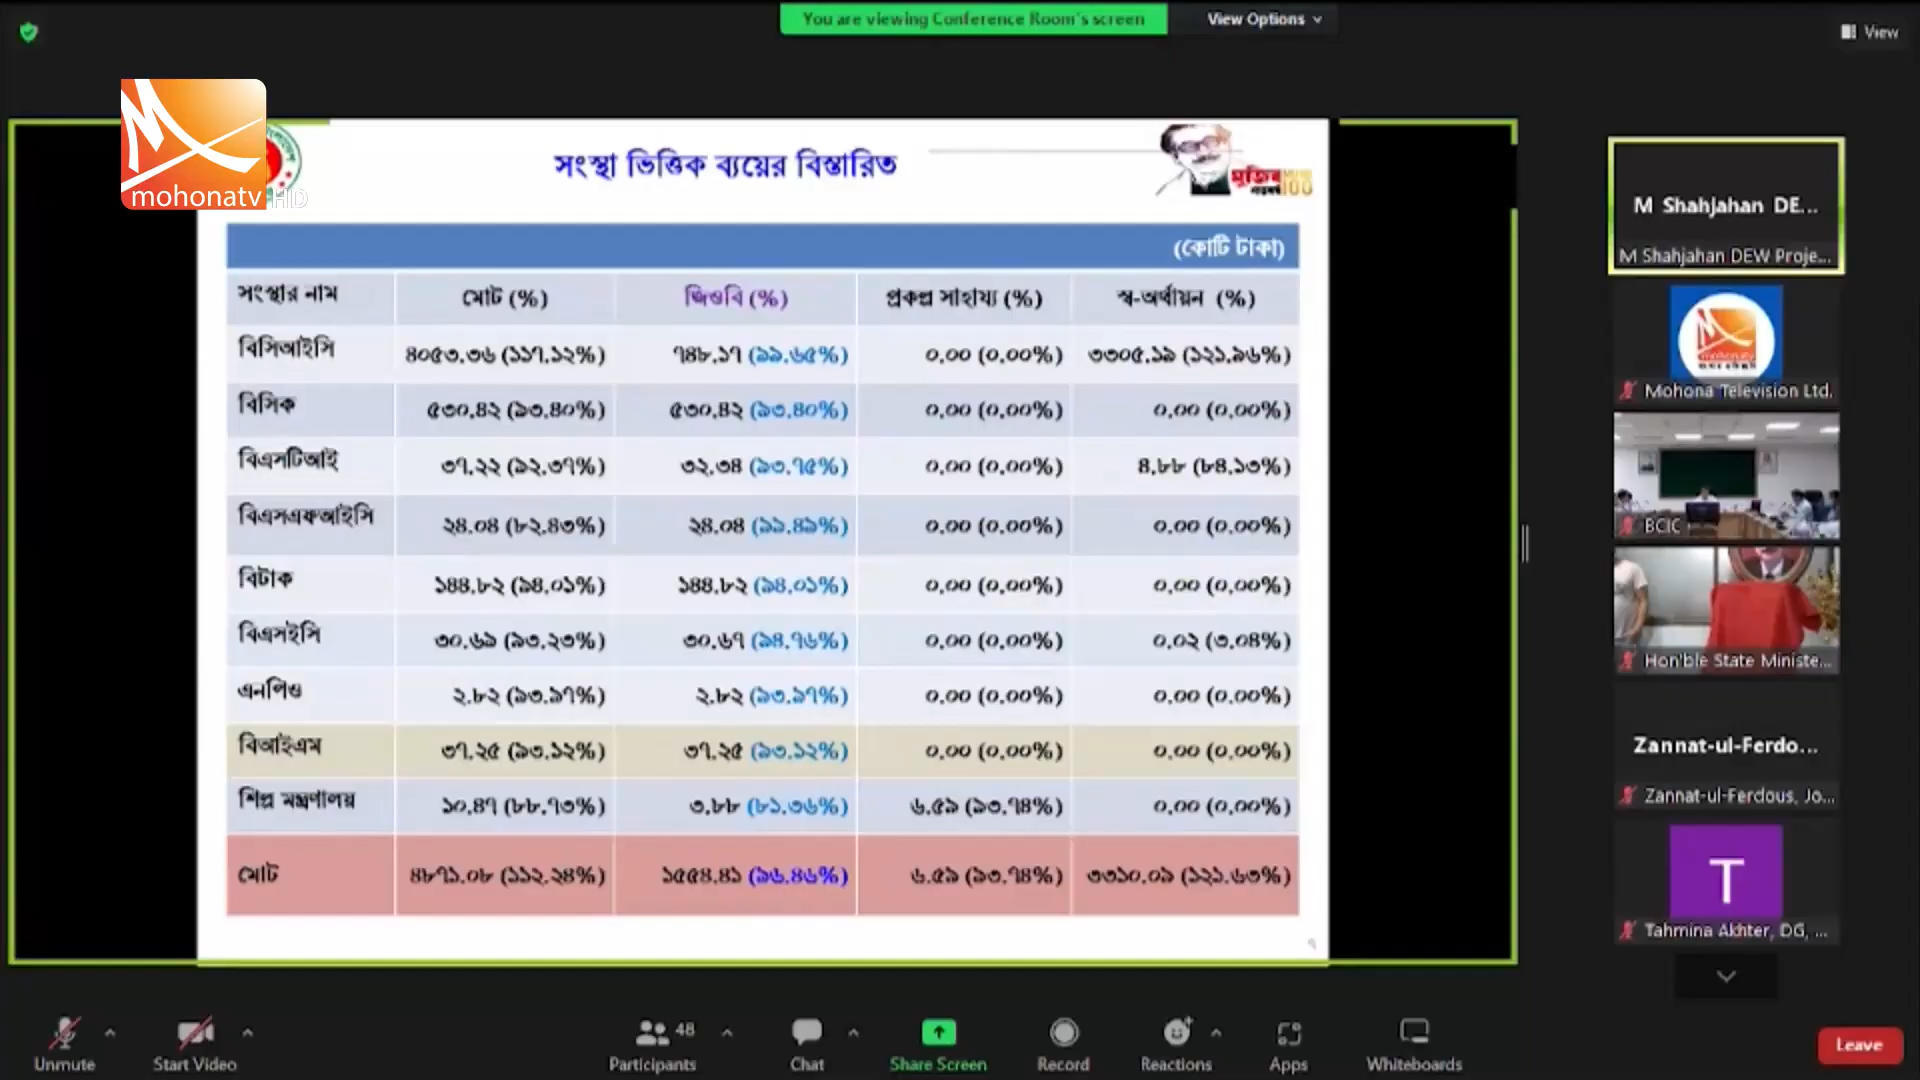 You are viewing Conference Room's screen
View Options
View
mohonatv HD
সংস্থা ভিত্তিক ব্যয়ের বিস্তারিত
মুজিব
100
(কোটি টাকা)
সংস্থার নাম মোট (%) জিওবি (%) প্রকল্প সাহায্য (%) স্ব-অর্থায়ন (%)
বিসিআইসি ৪০৫৩.৩৬ (১১৭.১২%) ৭৪৮.১৭ (৯৯.৬৫%) ০.০০ (০.০০%) ৩৩০৫.১৯ (১২১.৯৬%)
বিসিক ৫৩০.৪২ (৯৩.৪০%) ৫৩০.৪২ (৯৩.৪০%) ০.০০ (০.০০%) ০.০০ (০.০০%)
বিএসটিআই ৩৭.২২ (৯২.৩৭%) ৩২.৩৪ (৯৩.৭৫%) ০.০০ (০.০০%) ৪.৮৮ (৮৪.১৩%)
বিএসএফআইসি ২৪.০৪ (৮২.৪৩%) ২৪.০৪ (৯৯.৪৯%) ০.০০ (০.০০%) ০.০০ (০.০০%)
বিটাক ১৪৪.৮২ (৯৪.০১%) ১৪৪.৮২ (৯৪.০১%) ০.০০ (০.০০%) ০.০০ (০.০০%)
বিএসইসি ৩০.৬৯ (৯৩.২৩%) ৩০.৬৭ (৯৪.৭৬%) ০.০০ (০.০০%) ০.০২ (৩.০৪%)
এনপিও ২.৮২ (৯৩.৯৭%) ২.৮২ (৯৩.৯৭%) ০.০০ (০.০০%) ০.০০ (০.০০%)
বিআইএম ৩৭.২৫ (৯৩.১২%) ৩৭.২৫ (৯৩.১২%) ০.০০ (০.০০%) ০.০০ (০.০০%)
শিল্প মন্ত্রণালয় ১০.৪৭ (৮৮.৭৩%) ৩.৮৮ (৮১.৩৬%) ৬.৫৯ (৯৩.৭৪%) ০.০০ (০.০০%)
মোট ৪৮৭১.০৮ (১১২.২৪%) ১৫৫৪.৪১ (৯৬.৪৬%) ৬.৫৯ (৯৩.৭৪%) ৩৩১০.০৯ (১২১.৬৩%)
৭
M Shahjahan DE...
M Shahjahan DEW Proje...
Mohona Television Ltd.
BCIC
Hon'ble State Ministe...
Zannat-ul-Ferdo...
Zannat-ul-Ferdous, Jo...
T
Tahmina Akhter, DG, ...
Unmute Start Video Participants 48 Chat Share Screen Record Reactions Apps Whiteboards Leave